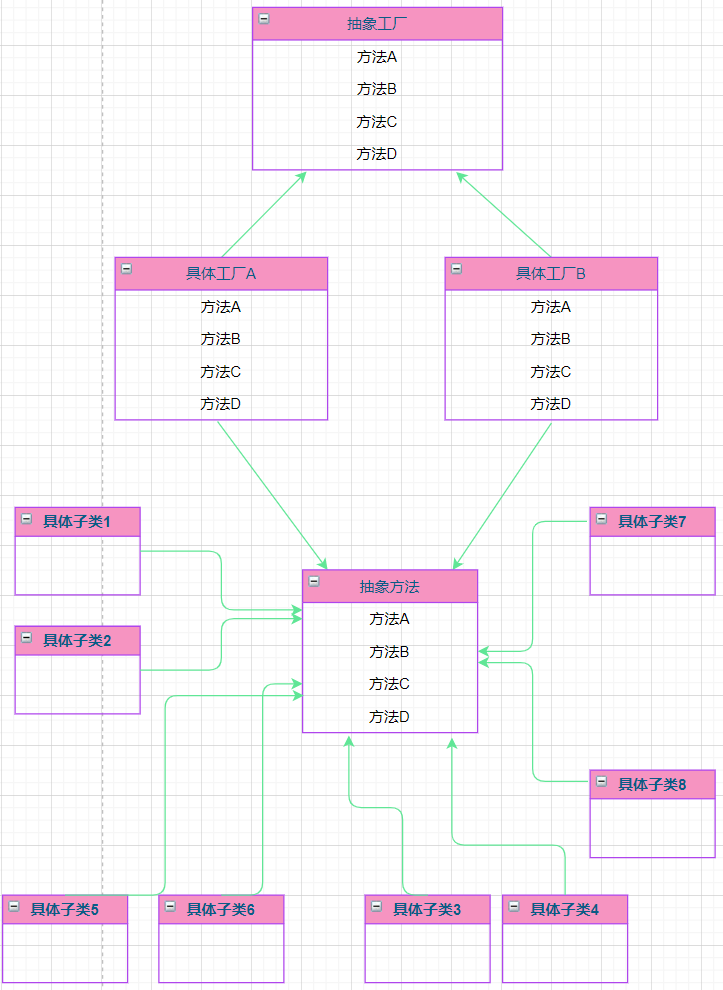 抽象工厂
方法A
方法B
方法C
方法D
具体工厂A
方法A
方法B
方法C
方法D
具体工厂B
方法A
方法B
方法C
方法D
具体子类1
具体子类2
具体子类7
抽象方法
方法A
方法B
方法C
方法D
具体子类8
具体子类5
具体子类6
具体子类3
具体子类4